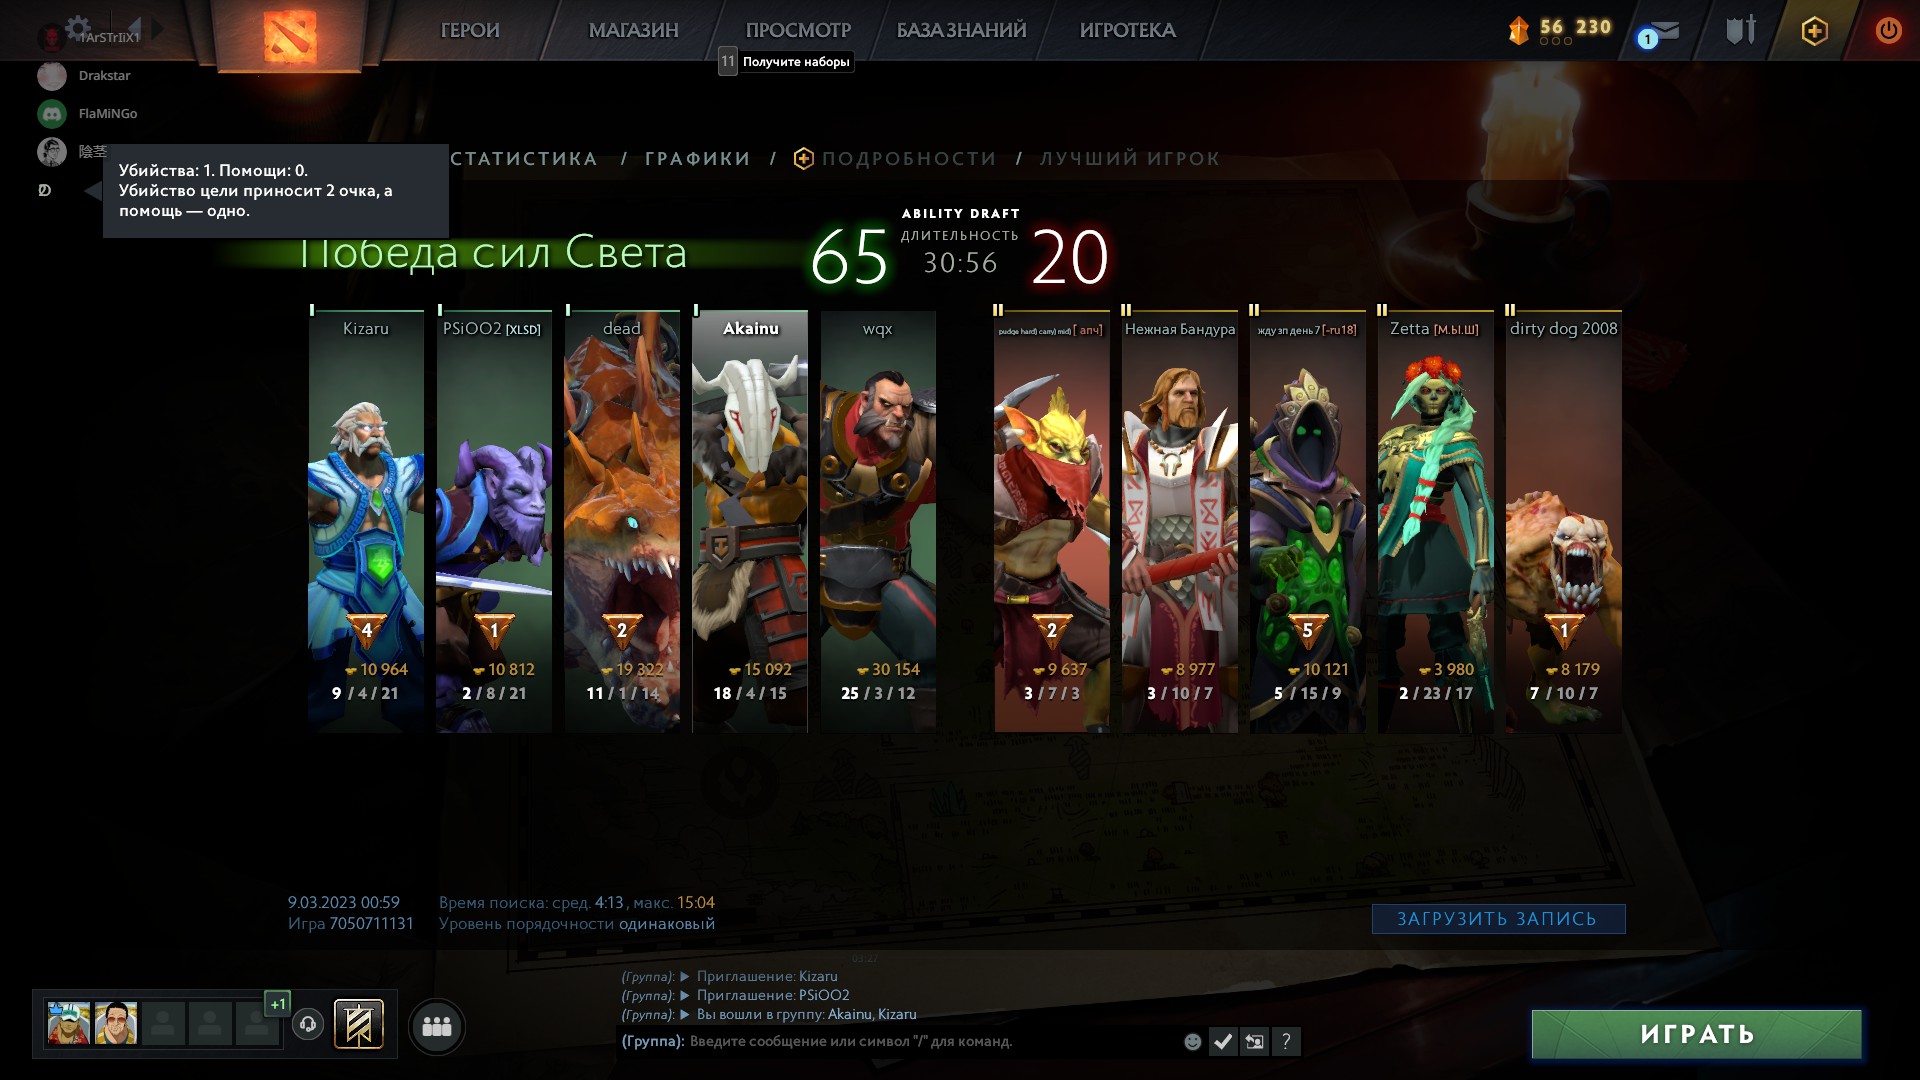 ГЕРОИ
МАГАЗИН
ПРОСМОТР
БАЗА ЗНАНИЙ
ИГРОТЕКА
56 230
1
11 Получите наборы
TArSTrIiX1
Drakstar
FlaMiNGo
陰茎
Убийства: 1. Помощи: 0.
Убийство цели приносит 2 очка, а
помощь — одно.
СТАТИСТИКА / ГРАФИКИ / ПОДРОБНОСТИ / ЛУЧШИЙ ИГРОК
Победа сил Света
65
ABILITY DRAFT
ДЛИТЕЛЬНОСТЬ
30:56
20
Kizaru
PSiOO2 [XLSD]
dead
Akainu
wqx
pudge hard) carry) mid) [ апч]
Нежная Бандура
жду зп день 7 [-ru18]
Zetta [М.Ы.Ш]
dirty dog 2008
4
1
2
2
5
1
10 964
10 812
19 322
15 092
30 154
9 637
8 977
10 121
3 980
8 179
9 / 4 / 21
2 / 8 / 21
11 / 1 / 14
18 / 4 / 15
25 / 3 / 12
3 / 7 / 3
3 / 10 / 7
5 / 15 / 9
2 / 23 / 17
7 / 10 / 7
9.03.2023 00:59
Время поиска: сред. 4:13, макс. 15:04
Игра 7050711131
Уровень порядочности одинаковый
ЗАГРУЗИТЬ ЗАПИСЬ
(Группа): Приглашение: Kizaru
(Группа): Приглашение: PSiOO2
(Группа): Вы вошли в группу: Akainu, Kizaru
(Группа): Введите сообщение или символ "/" для команд.
?
+1
ИГРАТЬ